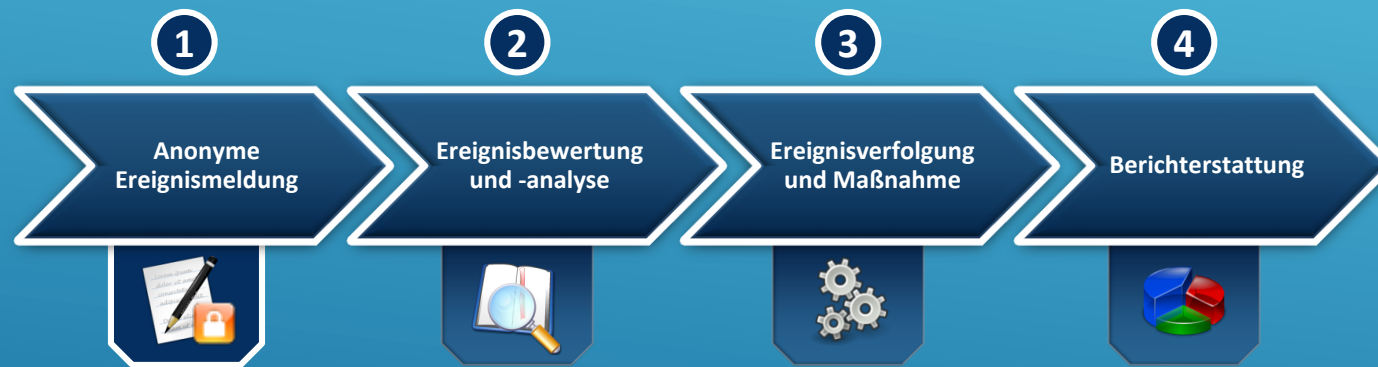 1
2
3
4
Anonyme
Ereignismeldung
Ereignisbewertung
und -analyse
Ereignisverfolgung
und Maßnahme
Berichterstattung